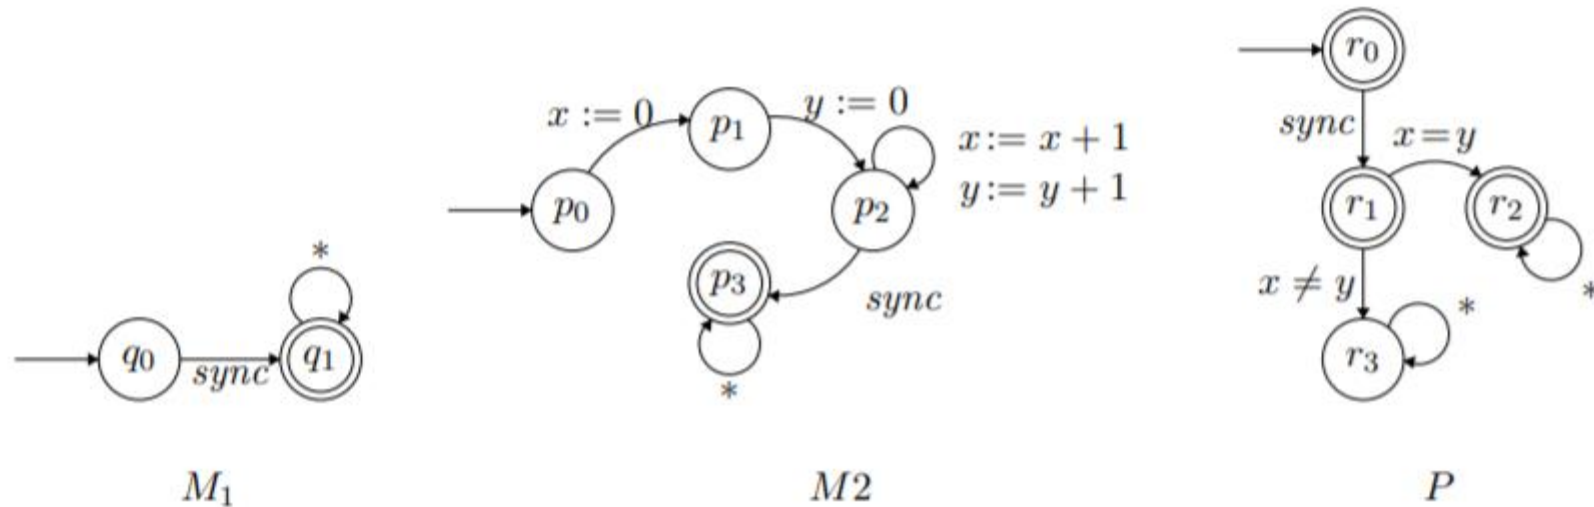 *
q0
sync
q1
M1
x := 0
p1
y := 0
x := x + 1
y := y + 1
p0
p2
p3
sync
*
M2
r0
sync
x = y
r1
r2
*
x ≠ y
r3
*
P